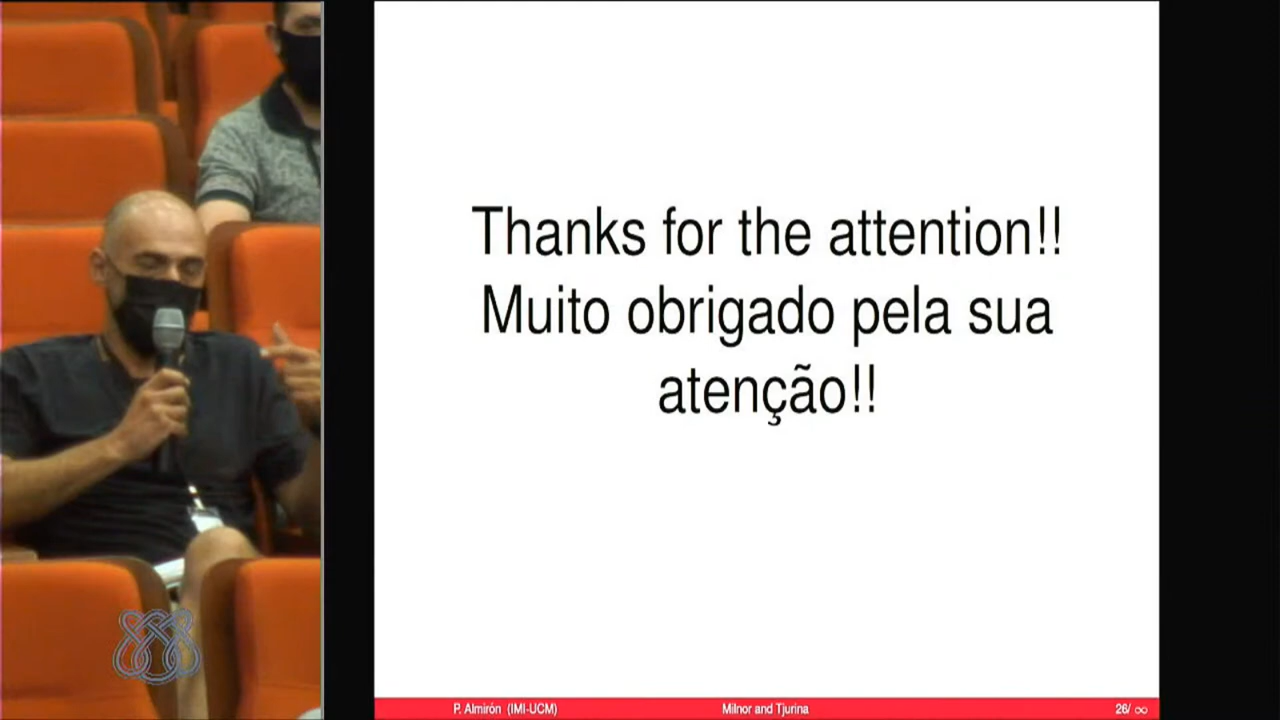 Thanks for the attention!!
Muito obrigado pela sua
atenção!!
P. Almirón (IMI-UCM) Milnor and Tjurina 26/ ∞